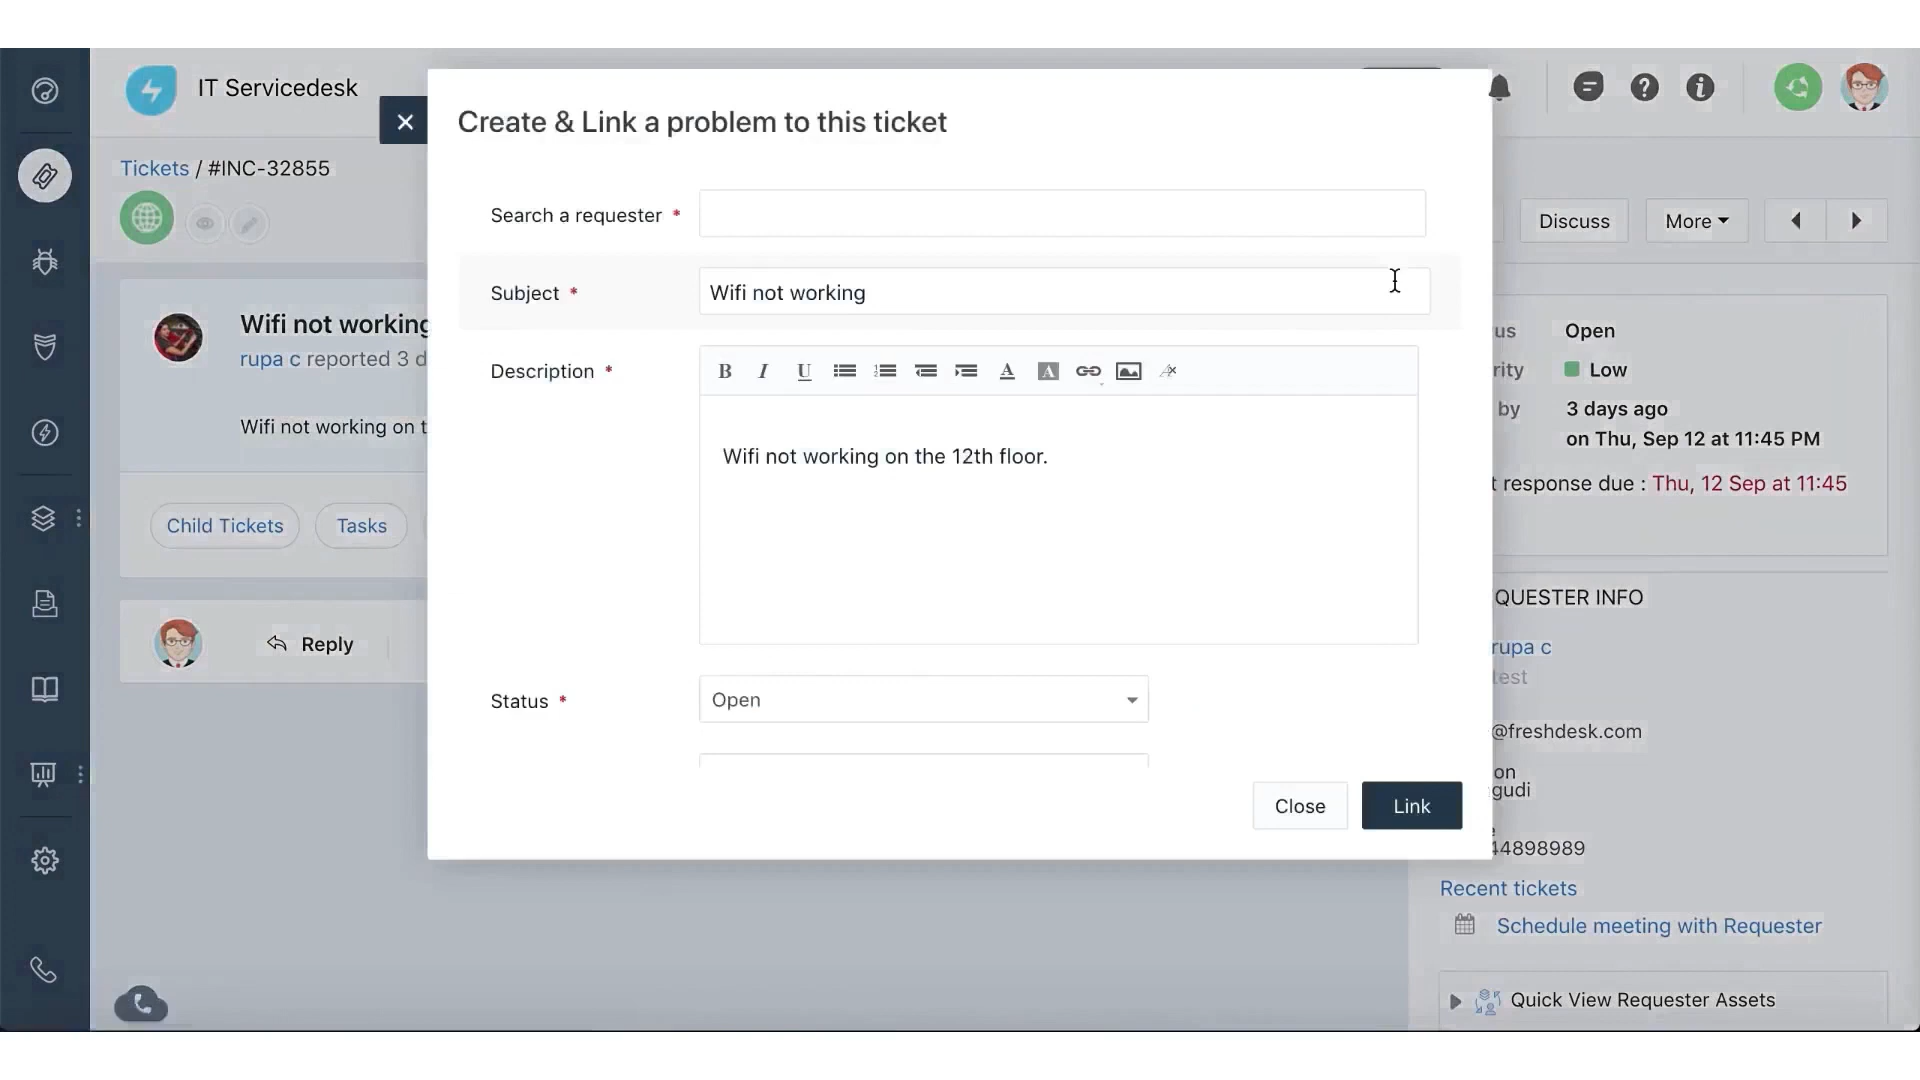 IT Servicedesk
Create & Link a problem to this ticket
Tickets / #INC-32855
Search a requester *
Discuss
More
Subject *
Wifi not working
Wifi not working
rupa c reported 3 d
Wifi not working on t
Description *
B I U
Wifi not working on the 12th floor.
us Open
rity Low
by 3 days ago
on Thu, Sep 12 at 11:45 PM
t response due : Thu, 12 Sep at 11:45
Child Tickets
Tasks
Reply
QUESTER INFO
rupa c
test
@freshdesk.com
on
gudi
e
44898989
Status *
Open
Close
Link
Recent tickets
Schedule meeting with Requester
Quick View Requester Assets